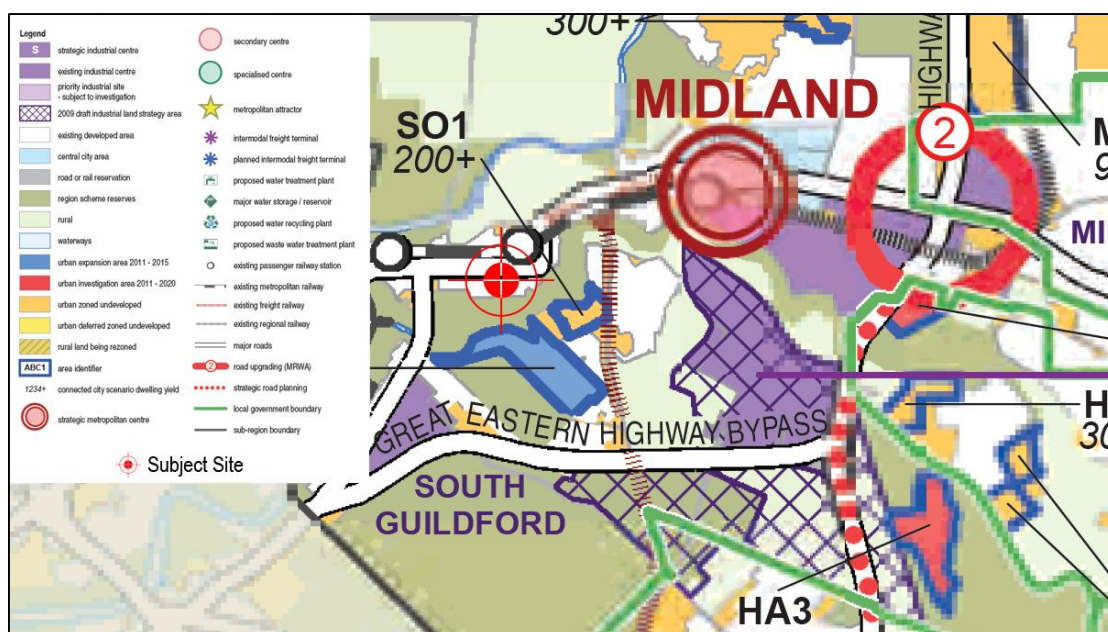 Legend
S strategic industrial centre
existing industrial centre
priority industrial site
- subject to investigation
2009 draft industrial land strategy area
existing developed area
central city area
road or rail reservation
region scheme reserves
rural
waterways
urban expansion area 2011 - 2015
urban investigation area 2011 - 2020
urban zoned undeveloped
urban deferred zoned undeveloped
rural land being rezoned
ABC1 area identifier
1234+ connected city scenario dwelling yield
strategic metropolitan centre
secondary centre
specialised centre
metropolitan attractor
intermodal freight terminal
planned intermodal freight terminal
proposed water treatment plant
major water storage / reservoir
proposed water recycling plant
proposed waste water treatment plant
existing passenger railway station
existing metropolitan railway
existing freight railway
existing regional railway
major roads
2 road upgrading (MRWA)
strategic road planning
local government boundary
sub-region boundary
Subject Site
300+
HIGHWAY
MIDLAND
2
SO1
200+
M
9
MI
GREAT EASTERN HIGHWAY BYPASS
H
30
SOUTH
GUILDFORD
HA3